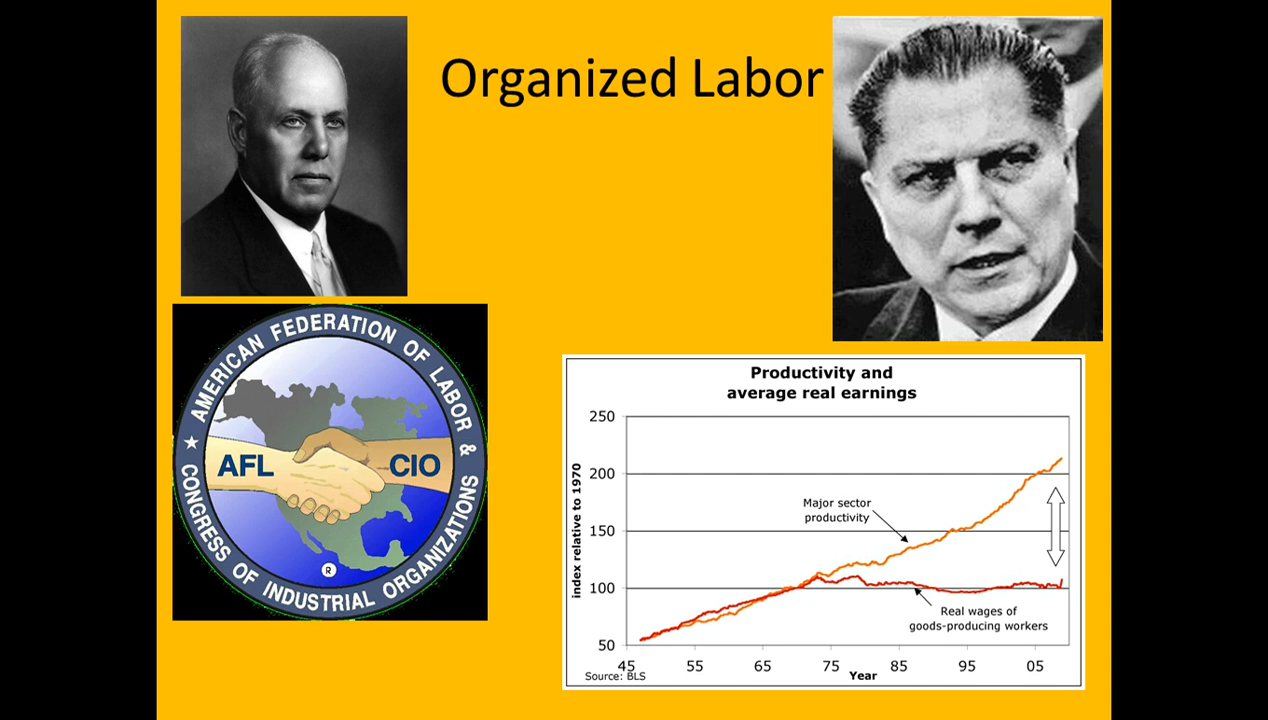 Organized Labor
★ AMERICAN FEDERATION OF LABOR &
CONGRESS OF INDUSTRIAL ORGANIZATIONS
AFL CIO
®
Productivity and
average real earnings
index relative to 1970
250
200
150
100
50
Major sector
productivity
Real wages of
goods-producing workers
45 55 65 75 85 95 05
Source: BLS
Year